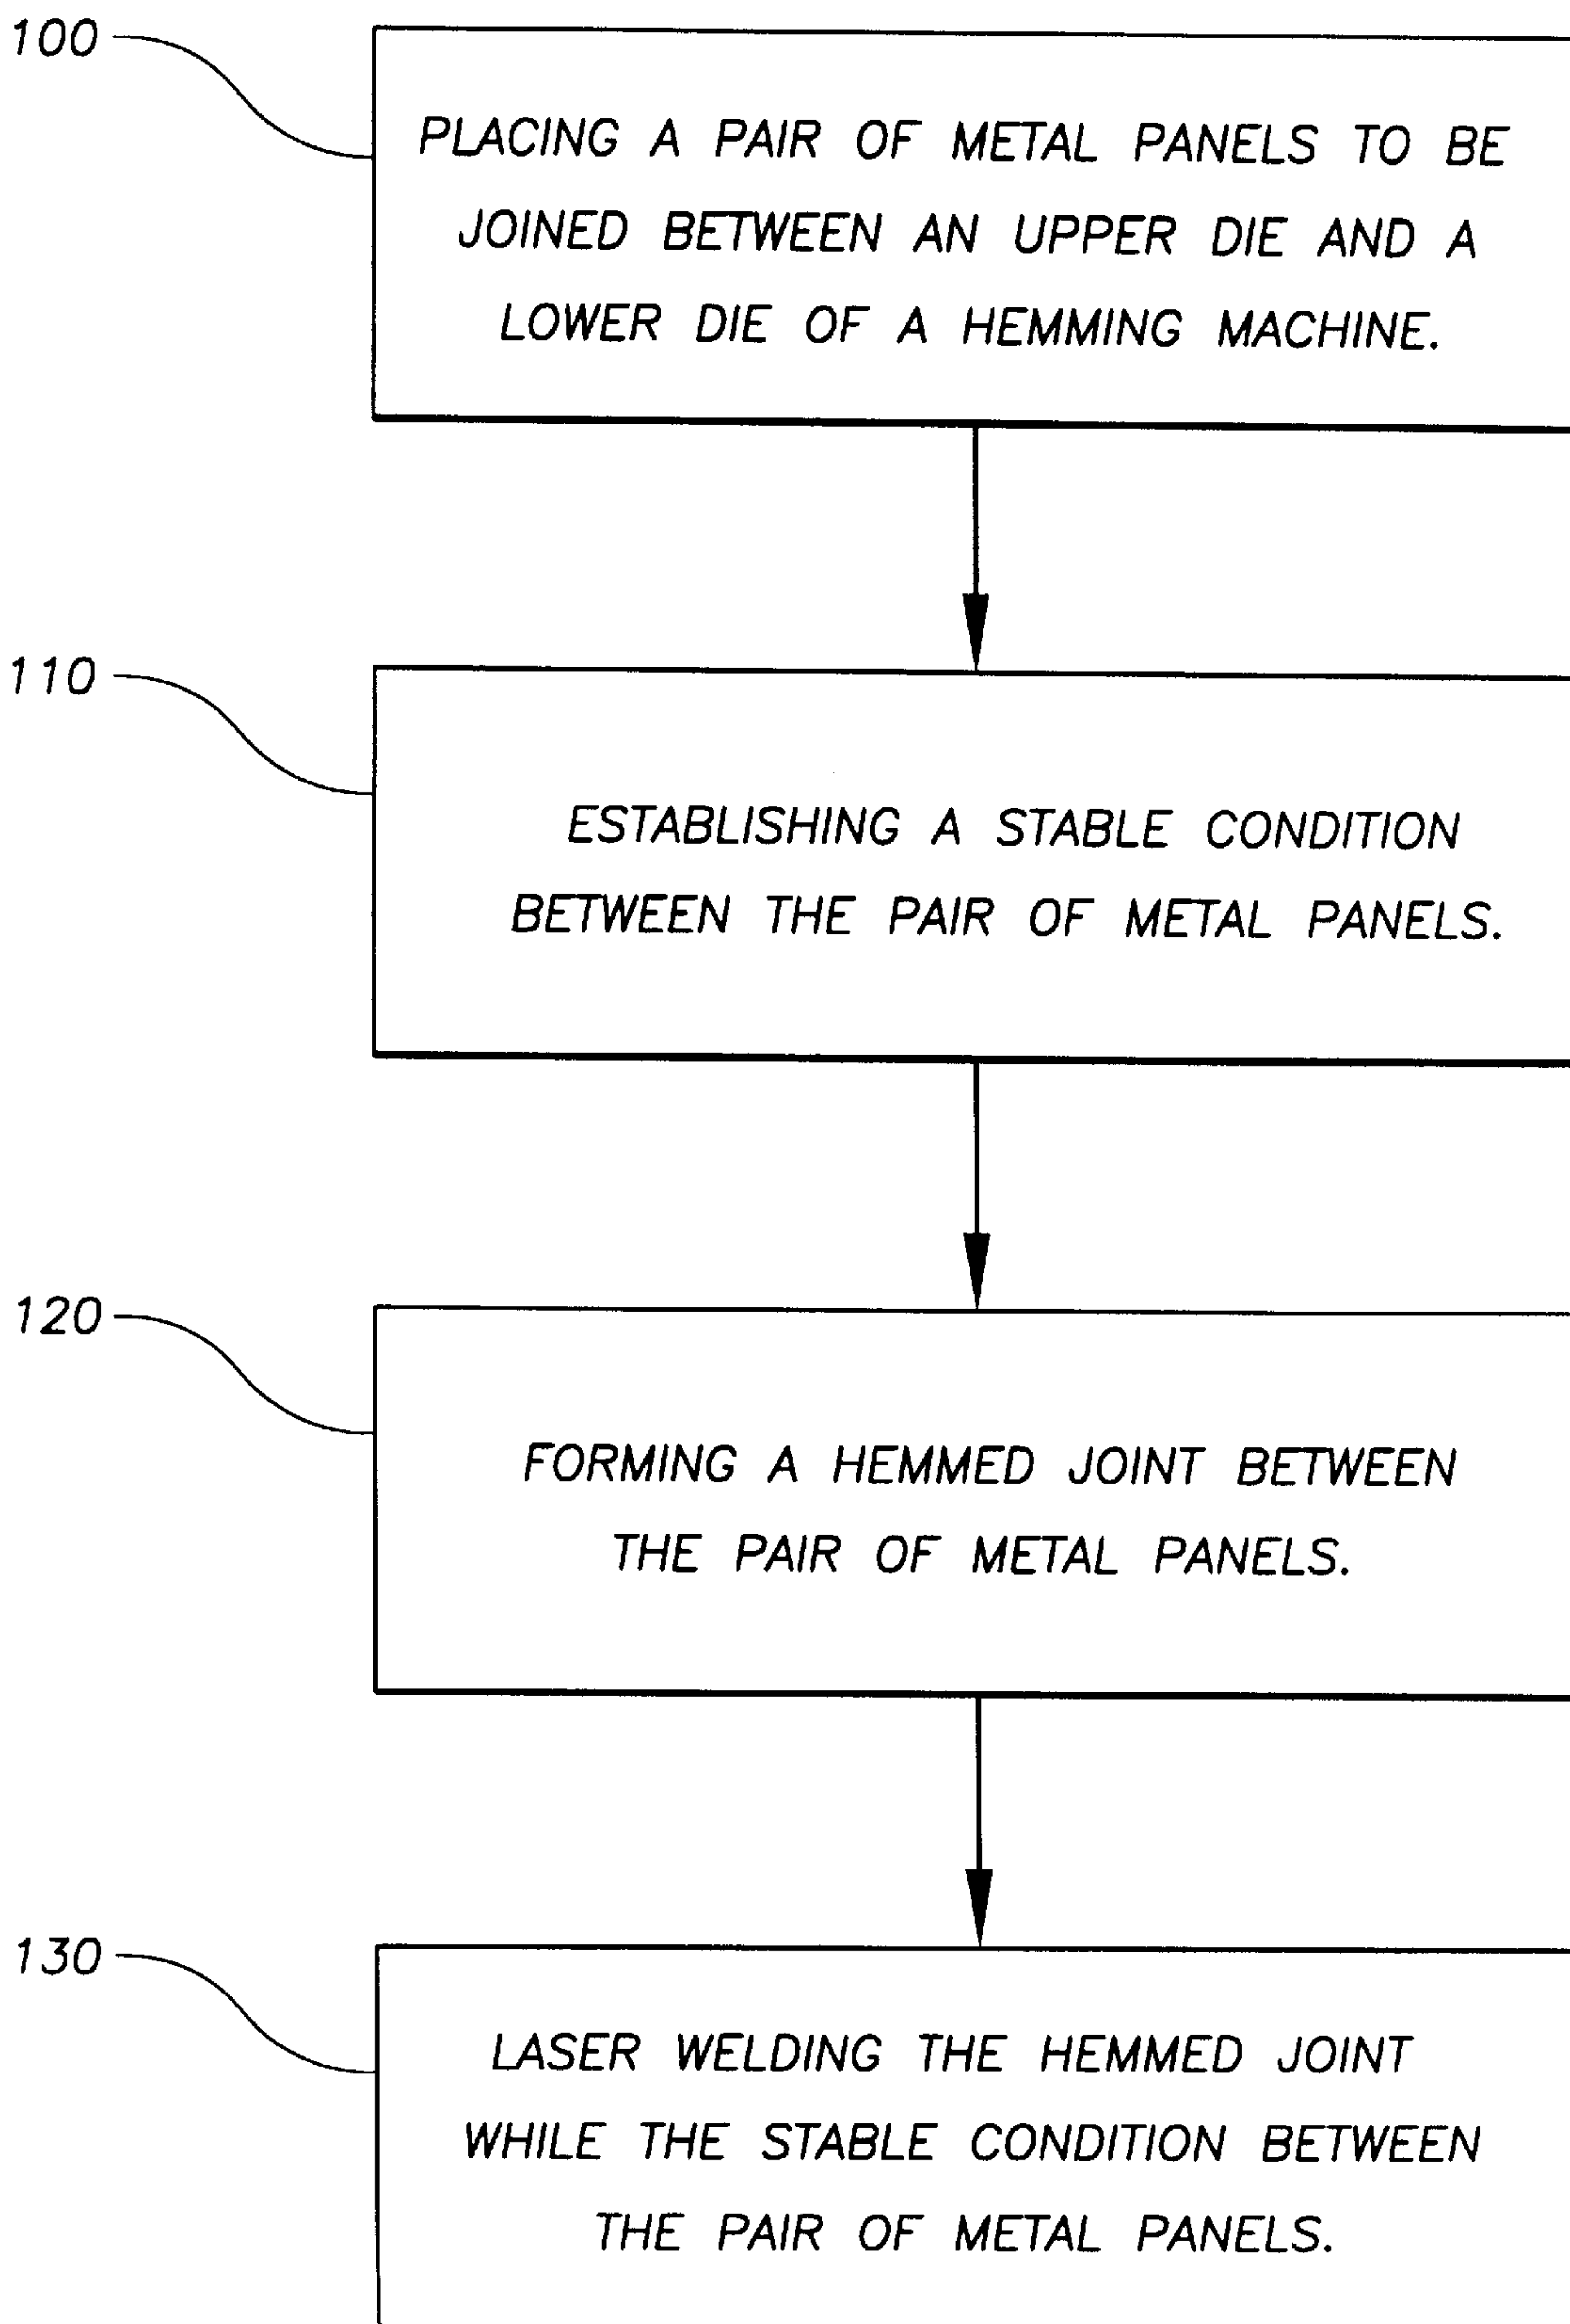 100
PLACING A PAIR OF METAL PANELS TO BE
JOINED BETWEEN AN UPPER DIE AND A
LOWER DIE OF A HEMMING MACHINE.
110
ESTABLISHING A STABLE CONDITION
BETWEEN THE PAIR OF METAL PANELS.
120
FORMING A HEMMED JOINT BETWEEN
THE PAIR OF METAL PANELS.
130
LASER WELDING THE HEMMED JOINT
WHILE THE STABLE CONDITION BETWEEN
THE PAIR OF METAL PANELS.